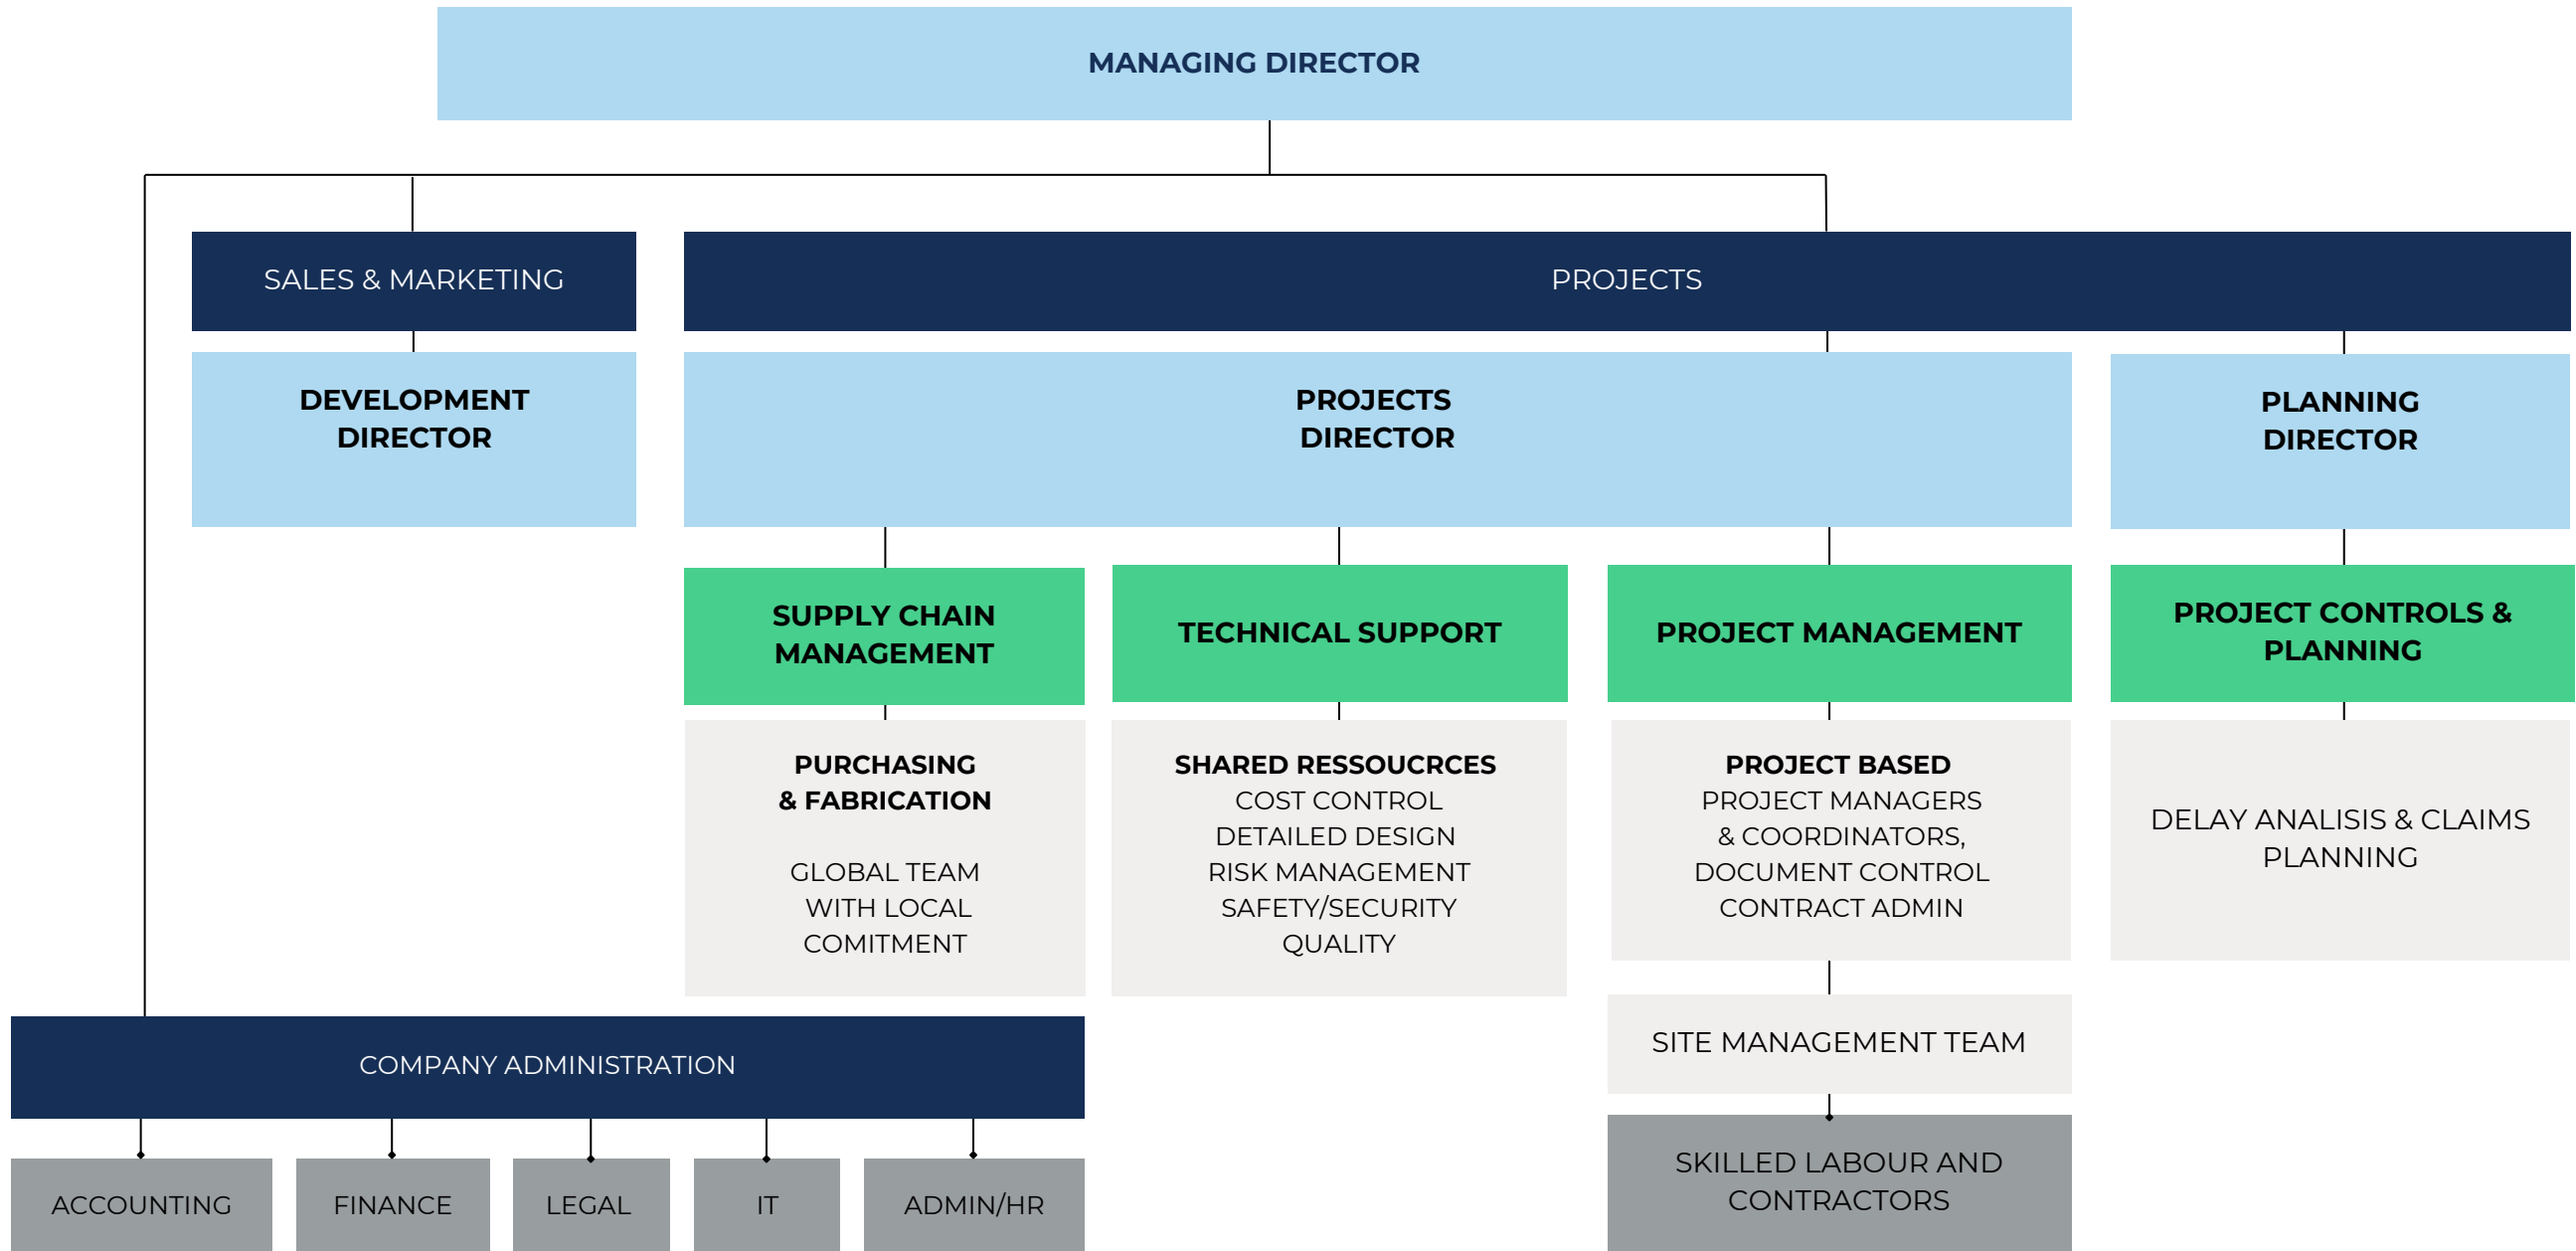 MANAGING DIRECTOR
SALES & MARKETING
PROJECTS
DEVELOPMENT
DIRECTOR
PROJECTS
DIRECTOR
PLANNING
DIRECTOR
SUPPLY CHAIN
MANAGEMENT
TECHNICAL SUPPORT
PROJECT MANAGEMENT
PROJECT CONTROLS &
PLANNING
PURCHASING
& FABRICATION
GLOBAL TEAM
WITH LOCAL
COMITMENT
SHARED RESSOUCRCES
COST CONTROL
DETAILED DESIGN
RISK MANAGEMENT
SAFETY/SECURITY
QUALITY
PROJECT BASED
PROJECT MANAGERS
& COORDINATORS,
DOCUMENT CONTROL
CONTRACT ADMIN
DELAY ANALISIS & CLAIMS
PLANNING
SITE MANAGEMENT TEAM
SKILLED LABOUR AND
CONTRACTORS
COMPANY ADMINISTRATION
ACCOUNTING
FINANCE
LEGAL
IT
ADMIN/HR